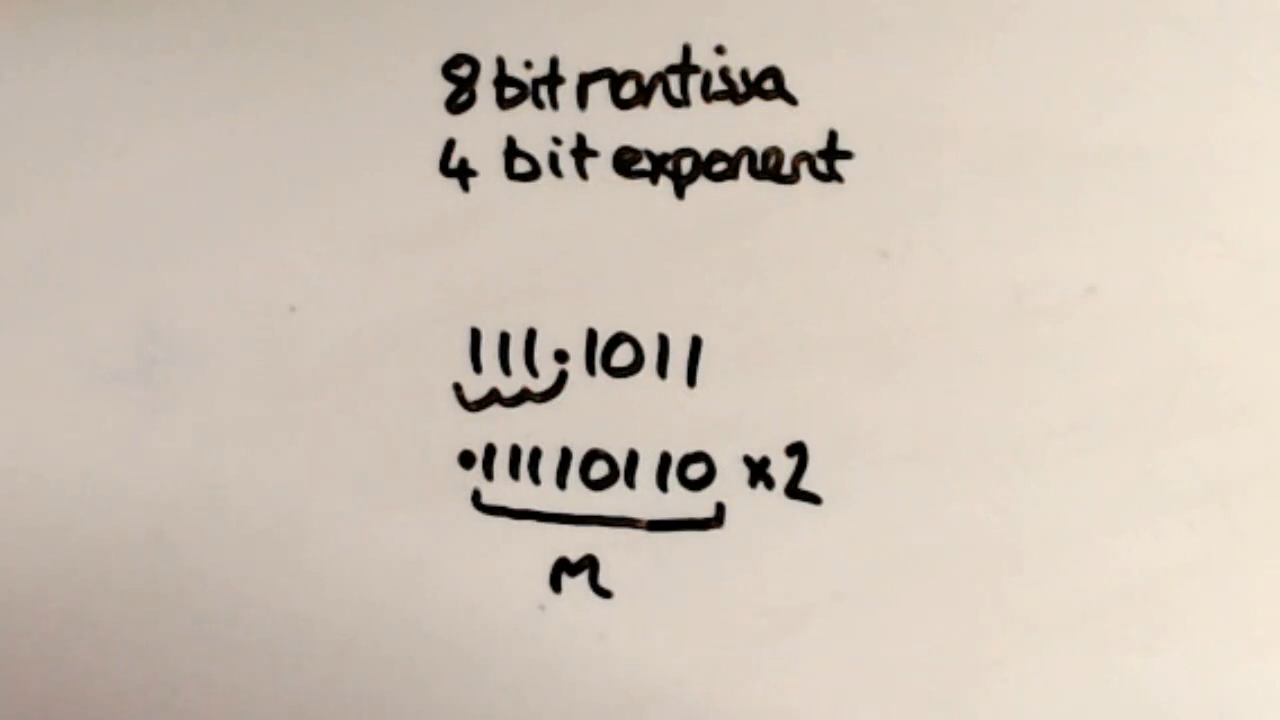 8 bit mantissa
4 bit exponent
111.1011
.11110110 x2
M